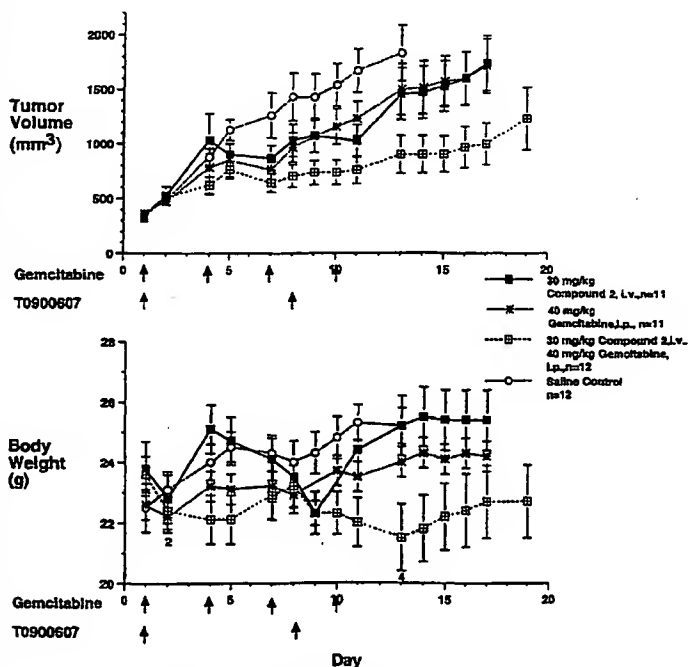 2000
1500
1000
500
0
Tumor
Volume
(mm3)
0 5 10 15 20
Gemcitabine
T0900607
30 mg/kg
Compound 2, i.v., n=11
40 mg/kg
Gemcitabine, i.p., n=11
30 mg/kg Compound 2, i.v.,
40 mg/kg Gemcitabine,
i.p., n=12
Saline Control
n=12
28
26
24
22
20
Body
Weight
(g)
2
4
0 5 10 15 20
Gemcitabine
T0900607
Day